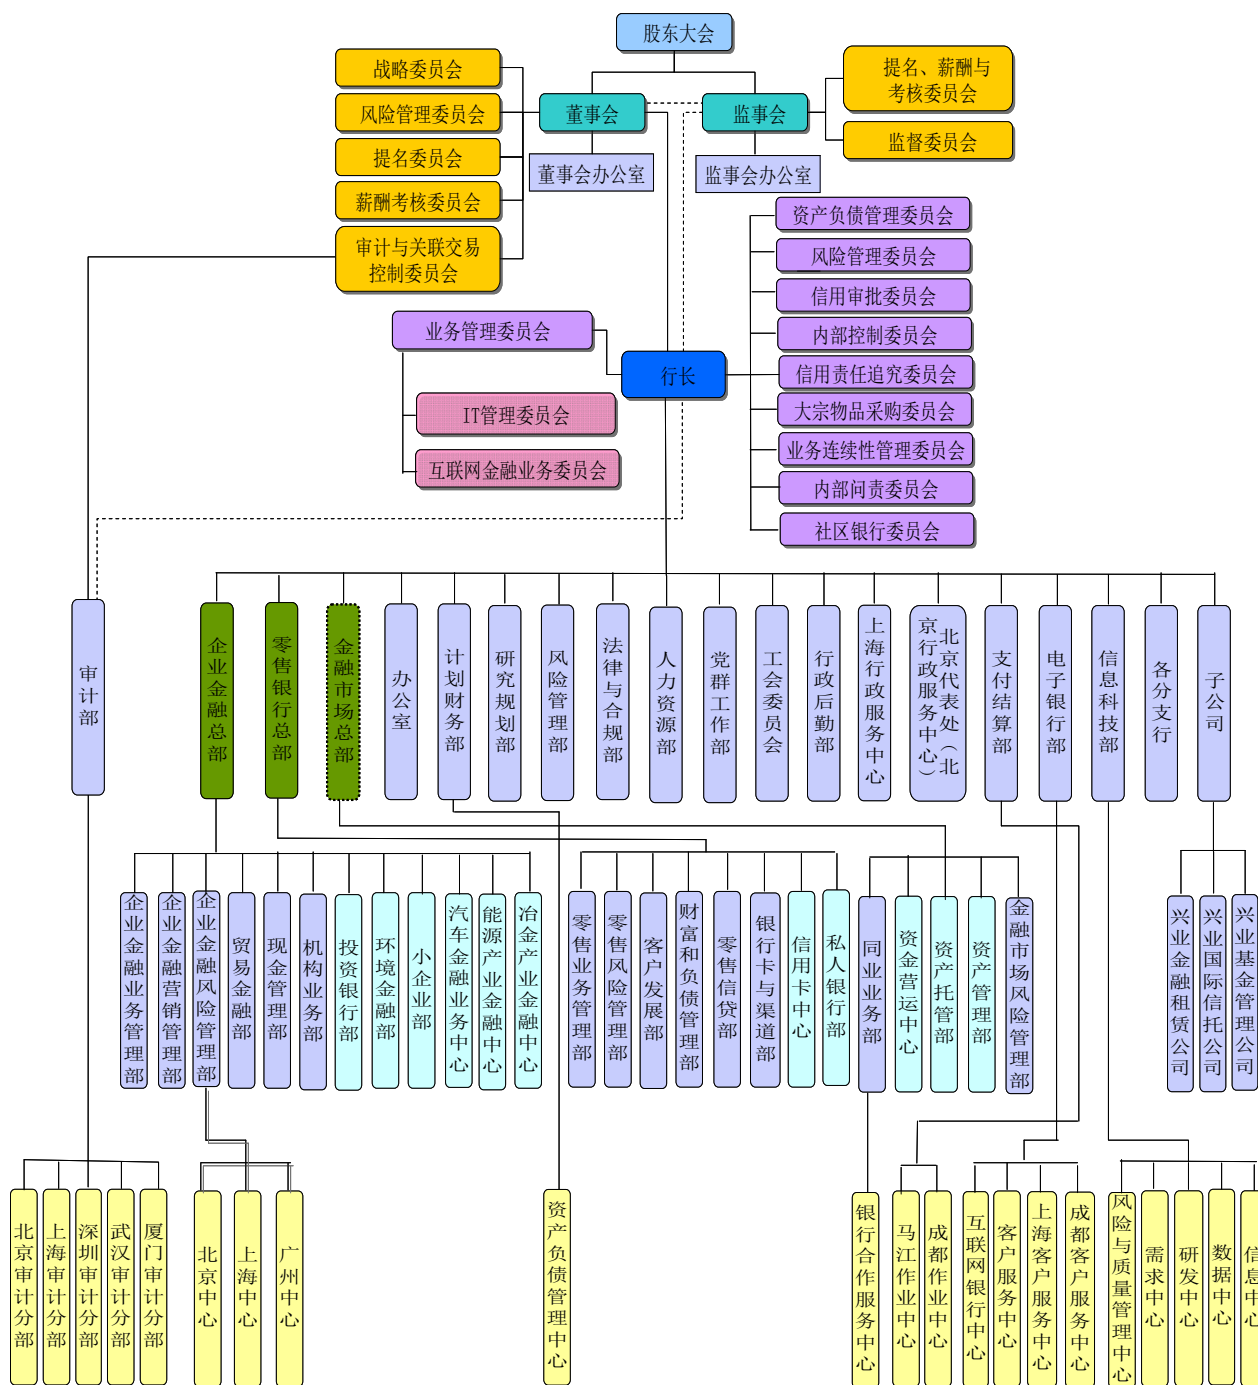 股东大会
战略委员会
风险管理委员会
提名委员会
薪酬考核委员会
审计与关联交易
控制委员会
董事会
监事会
董事会办公室
监事会办公室
提名、薪酬与
考核委员会
监督委员会
资产负债管理委员会
风险管理委员会
信用审批委员会
内部控制委员会
信用责任追究委员会
大宗物品采购委员会
业务连续性管理委员会
内部问责委员会
社区银行委员会
业务管理委员会
行长
IT管理委员会
互联网金融业务委员会
审计部
企业金融总部
零售银行总部
金融市场总部
办公室
计划财务部
研究规划部
风险管理部
法律与合规部
人力资源部
党群工作部
工会委员会
行政后勤部
上海行政服务中心
北京代表处（北
京行政服务中心）
支付结算部
电子银行部
信息科技部
各分支行
子公司
企业金融业务管理部
企业金融营销管理部
企业金融风险管理部
贸易金融部
现金管理部
机构业务部
投资银行部
环境金融部
小企业部
汽车金融业务中心
能源产业金融中心
冶金产业金融中心
零售业务管理部
零售风险管理部
客户发展部
财富和负债管理部
零售信贷部
银行卡与渠道部
信用卡中心
私人银行部
同业业务部
资金营运中心
资产托管部
资产管理部
金融市场风险管理部
兴业金融租赁公司
兴业国际信托公司
兴业基金管理公司
北京审计分部
上海审计分部
深圳审计分部
武汉审计分部
厦门审计分部
北京中心
上海中心
广州中心
资产负债管理中心
银行合作服务中心
马江作业中心
成都作业中心
互联网银行中心
客户服务中心
上海客户服务中心
成都客户服务中心
风险与质量管理中心
需求中心
研发中心
数据中心
信息中心